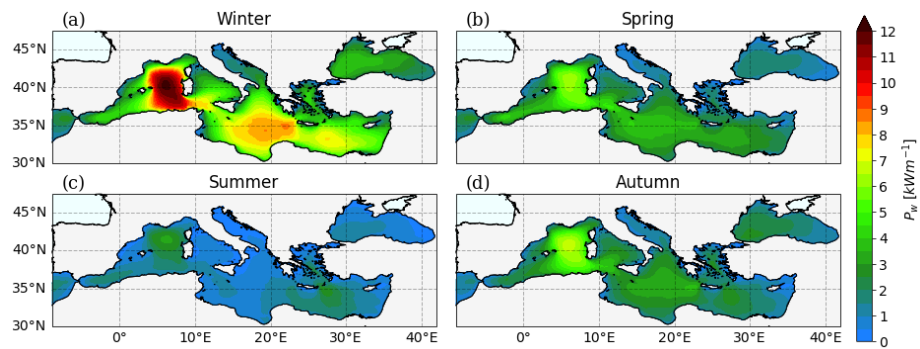 (a) Winter
(b) Spring
45°N
40°N
35°N
30°N
(c) Summer
(d) Autumn
45°N
40°N
35°N
30°N
0° 10°E 20°E 30°E 40°E
0° 10°E 20°E 30°E 40°E
12
11
10
9
8
7
6
5
4
3
2
1
0
P_w [kWm⁻¹]